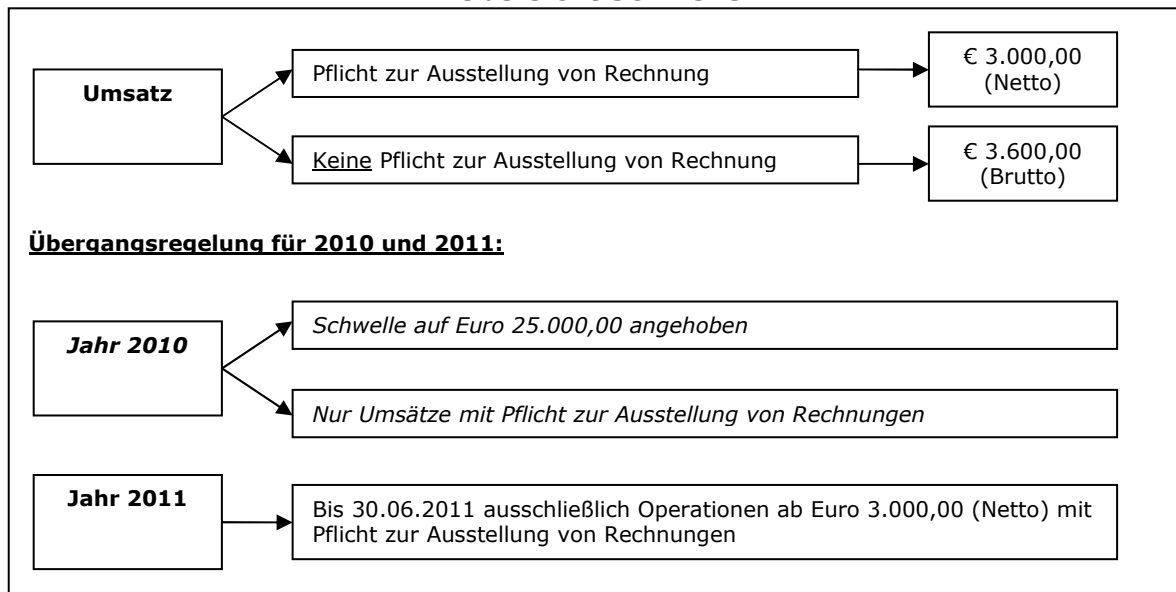 Umsatz
Pflicht zur Ausstellung von Rechnung
€ 3.000,00
(Netto)
Keine Pflicht zur Ausstellung von Rechnung
€ 3.600,00
(Brutto)
Übergangsregelung für 2010 und 2011:
Jahr 2010
Schwelle auf Euro 25.000,00 angehoben
Nur Umsätze mit Pflicht zur Ausstellung von Rechnungen
Jahr 2011
Bis 30.06.2011 ausschließlich Operationen ab Euro 3.000,00 (Netto) mit
Pflicht zur Ausstellung von Rechnungen